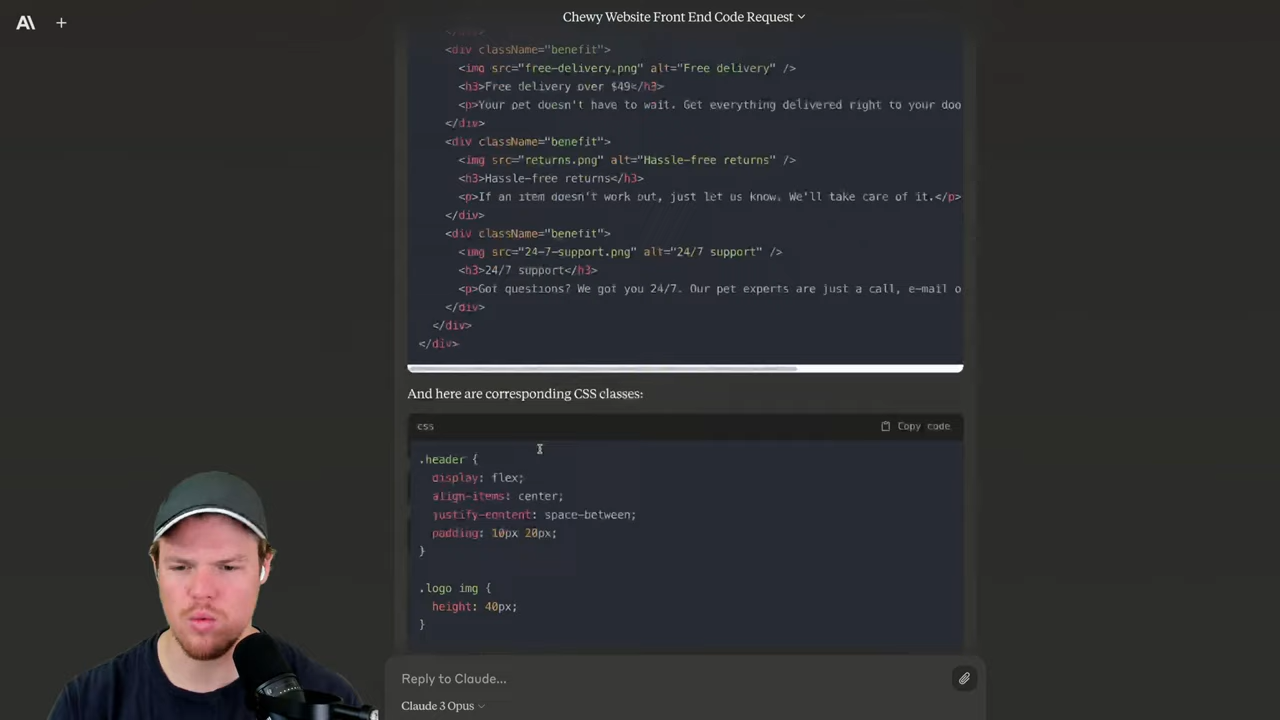 Chewy Website Front End Code Request
</div>
<div className="benefit">
<img src="free-delivery.png" alt="Free delivery" />
<h3>Free delivery over $49</h3>
<p>Your pet doesn't have to wait. Get everything delivered right to your doo
</div>
<div className="benefit">
<img src="returns.png" alt="Hassle-free returns" />
<h3>Hassle-free returns</h3>
<p>If an item doesn't work out, just let us know. We'll take care of it.</p>
</div>
<div className="benefit">
<img src="24-7-support.png" alt="24/7 support" />
<h3>24/7 support</h3>
<p>Got questions? We got you 24/7. Our pet experts are just a call, e-mail o
</div>
</div>
</div>
And here are corresponding CSS classes:
css
Copy code
.header {
display: flex;
align-items: center;
justify-content: space-between;
padding: 10px 20px;
}
.logo img {
height: 40px;
}
Reply to Claude...
Claude 3 Opus